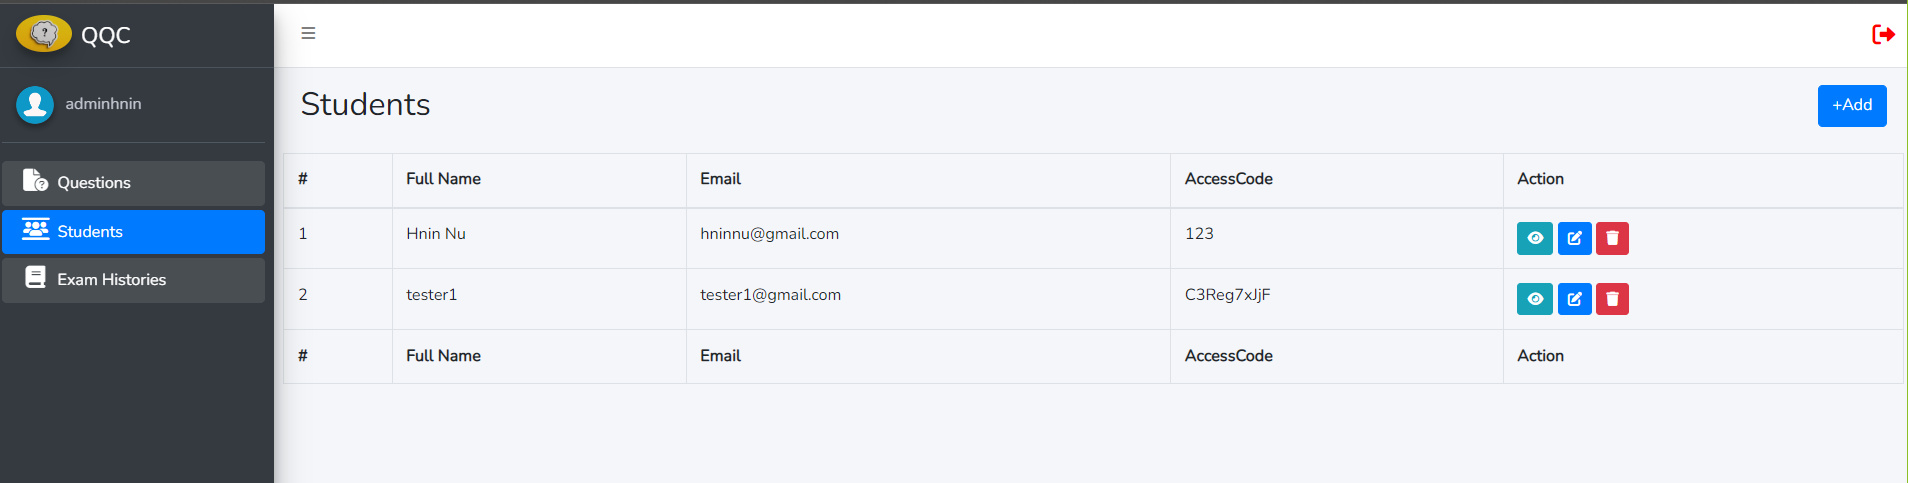 QQC
adminhnin
Questions
Students
Exam Histories
Students
+Add
# Full Name Email AccessCode Action
1 Hnin Nu hninnu@gmail.com 123
2 tester1 tester1@gmail.com C3Reg7xJjF
# Full Name Email AccessCode Action